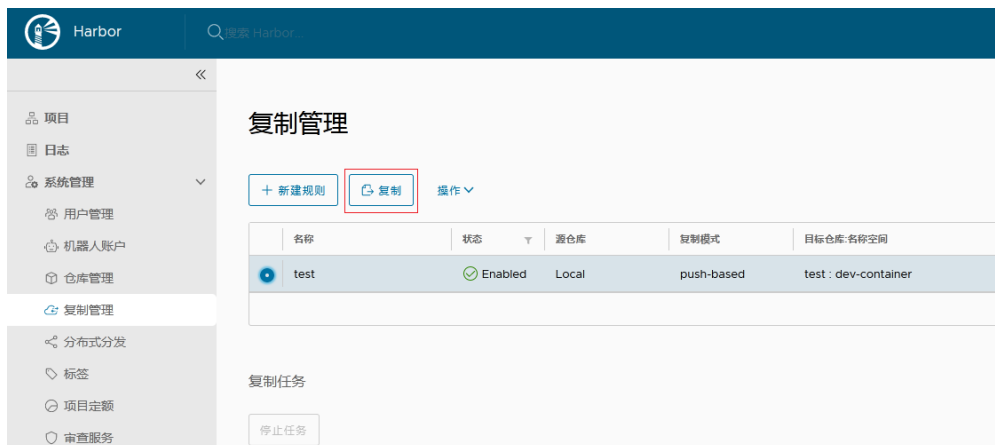 Harbor
搜索 Harbor...
项目
日志
系统管理
用户管理
机器人账户
仓库管理
复制管理
分布式分发
标签
项目定额
审查服务
复制管理
新建规则 复制 操作
名称 状态 源仓库 复制模式 目标仓库:名称空间
test Enabled Local push-based test : dev-container
复制任务
停止任务